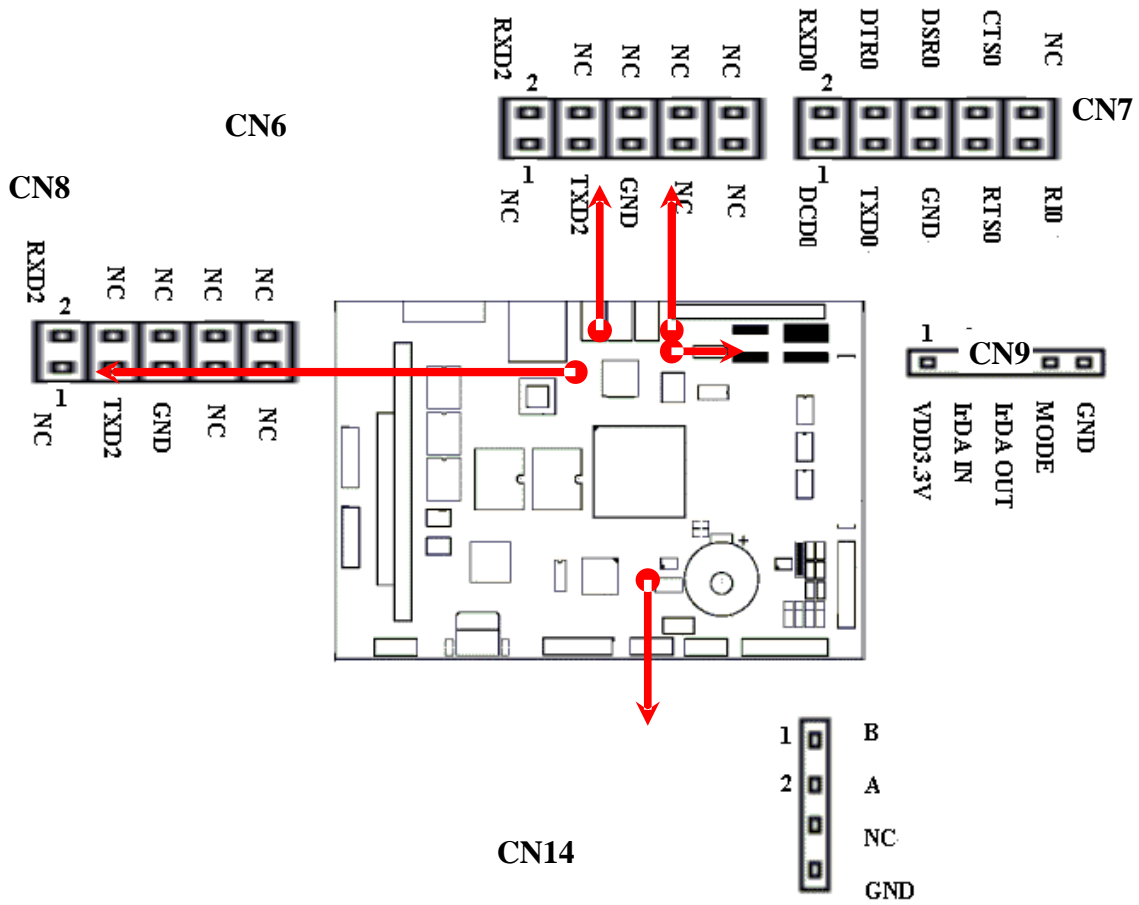 RXD2 NC NC NC NC
2
CN6
1
NC TXD2 GND NC NC
RXD0 DTR0 DSR0 CTS0 NC
2
CN7
1
DCD0 TXD0 GND RTS0 RI0
CN8
RXD2 NC NC NC NC
2
1
NC TXD2 GND NC NC
1
CN9
VDD3.3V IrDA IN IrDA OUT MODE GND
+
1 B
2 A
NC
GND
CN14